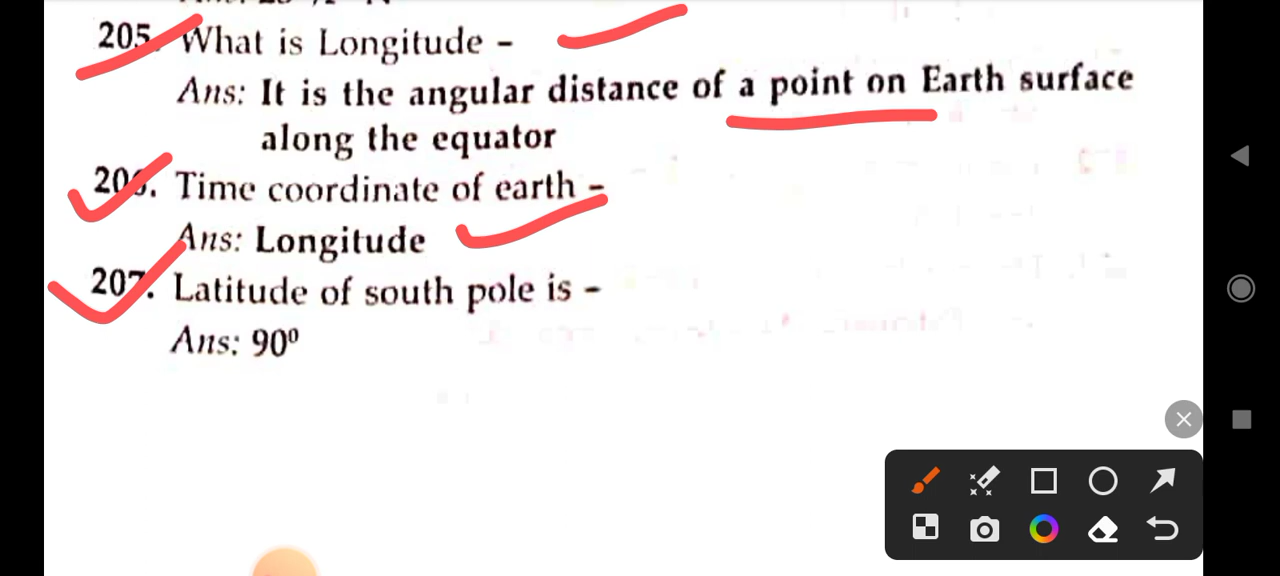 205. What is Longitude –
Ans: It is the angular distance of a point on Earth surface
along the equator
206. Time coordinate of earth –
Ans: Longitude
207. Latitude of south pole is –
Ans: 90⁰